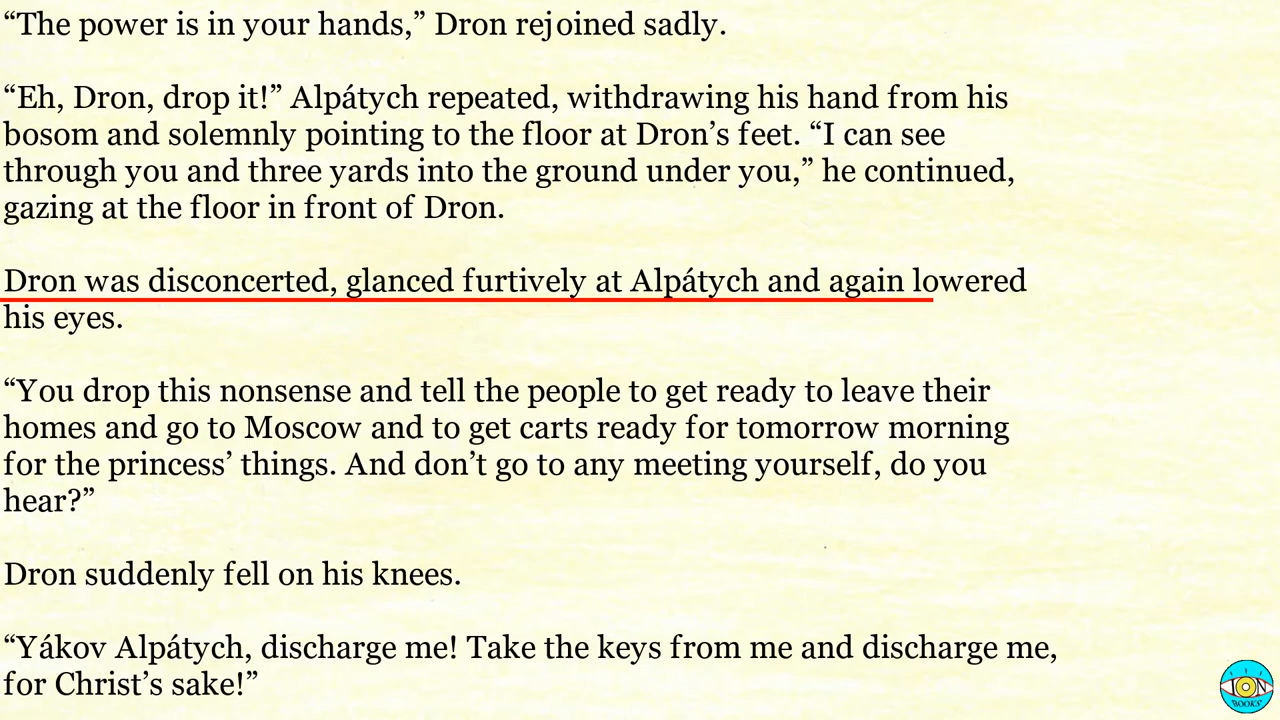 “The power is in your hands,” Dron rejoined sadly.
“Eh, Dron, drop it!” Alpátych repeated, withdrawing his hand from his
bosom and solemnly pointing to the floor at Dron’s feet. “I can see
through you and three yards into the ground under you,” he continued,
gazing at the floor in front of Dron.
Dron was disconcerted, glanced furtively at Alpátych and again lowered
his eyes.
“You drop this nonsense and tell the people to get ready to leave their
homes and go to Moscow and to get carts ready for tomorrow morning
for the princess’ things. And don’t go to any meeting yourself, do you
hear?”
Dron suddenly fell on his knees.
“Yákov Alpátych, discharge me! Take the keys from me and discharge me,
for Christ’s sake!”
ION
BOOKS